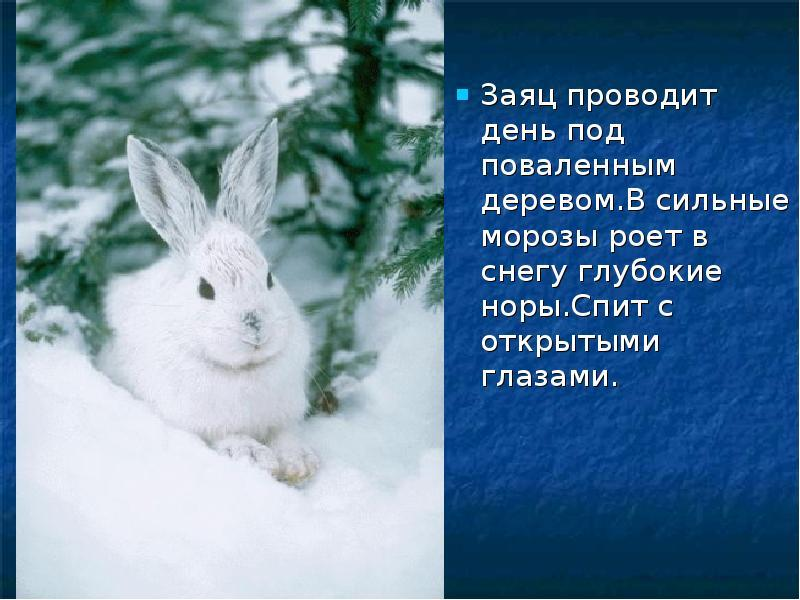 Заяц проводит
день под
поваленным
деревом.В сильные
морозы роет в
снегу глубокие
норы.Спит с
открытыми
глазами.